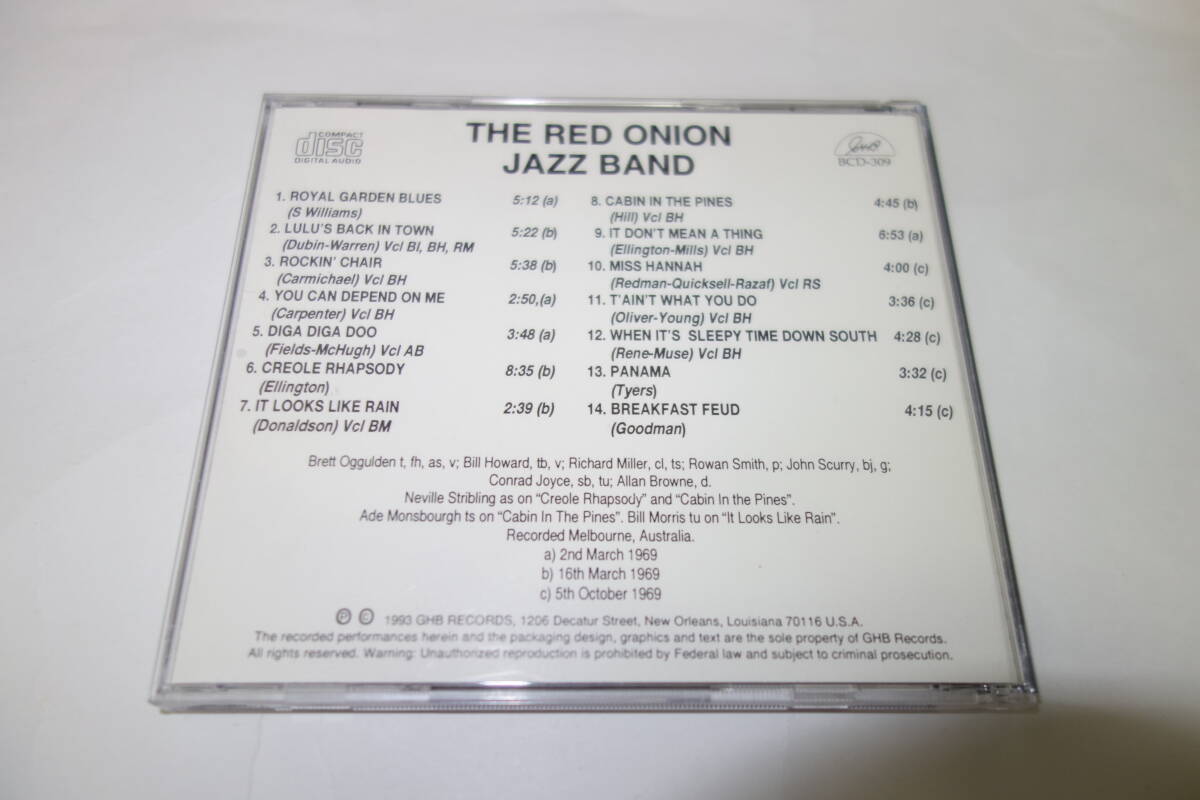 COMPACT
disc
DIGITAL AUDIO
THE RED ONION
JAZZ BAND
GHB
BCD-309
1. ROYAL GARDEN BLUES 5:12 (a)
(S Williams)
2. LULU'S BACK IN TOWN 5:22 (b)
(Dubin-Warren) Vcl BI, BH, RM
3. ROCKIN' CHAIR 5:38 (b)
(Carmichael) Vcl BH
4. YOU CAN DEPEND ON ME 2:50,(a)
(Carpenter) Vcl BH
5. DIGA DIGA DOO 3:48 (a)
(Fields-McHugh) Vcl AB
6. CREOLE RHAPSODY 8:35 (b)
(Ellington)
7. IT LOOKS LIKE RAIN 2:39 (b)
(Donaldson) Vcl BM
8. CABIN IN THE PINES 4:45 (b)
(Hill) Vcl BH
9. IT DON'T MEAN A THING 6:53 (a)
(Ellington-Mills) Vcl BH
10. MISS HANNAH 4:00 (c)
(Redman-Quicksell-Razaf) Vcl RS
11. T'AIN'T WHAT YOU DO 3:36 (c)
(Oliver-Young) Vcl BH
12. WHEN IT'S SLEEPY TIME DOWN SOUTH 4:28 (c)
(Rene-Muse) Vcl BH
13. PANAMA 3:32 (c)
(Tyers)
14. BREAKFAST FEUD 4:15 (c)
(Goodman)
Brett Oggulden t, fh, as, v; Bill Howard, tb, v; Richard Miller, cl, ts; Rowan Smith, p; John Scurry, bj, g;
Conrad Joyce, sb, tu; Allan Browne, d.
Neville Stribling as on "Creole Rhapsody" and "Cabin In the Pines".
Ade Monsbourgh ts on "Cabin In The Pines". Bill Morris tu on "It Looks Like Rain".
Recorded Melbourne, Australia.
a) 2nd March 1969
b) 16th March 1969
c) 5th October 1969
Ⓟ © 1993 GHB RECORDS, 1206 Decatur Street, New Orleans, Louisiana 70116 U.S.A.
The recorded performances herein and the packaging design, graphics and text are the sole property of GHB Records.
All rights reserved. Warning: Unauthorized reproduction is prohibited by Federal law and subject to criminal prosecution.